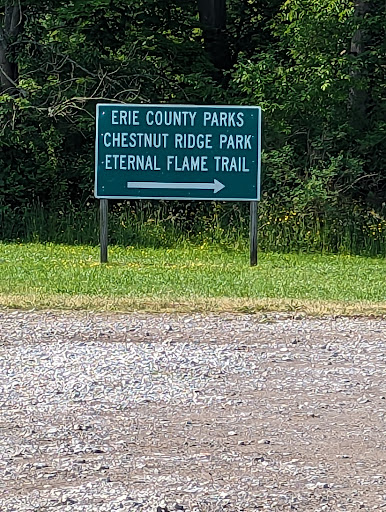 ERIE COUNTY PARKS
CHESTNUT RIDGE PARK
ETERNAL FLAME TRAIL